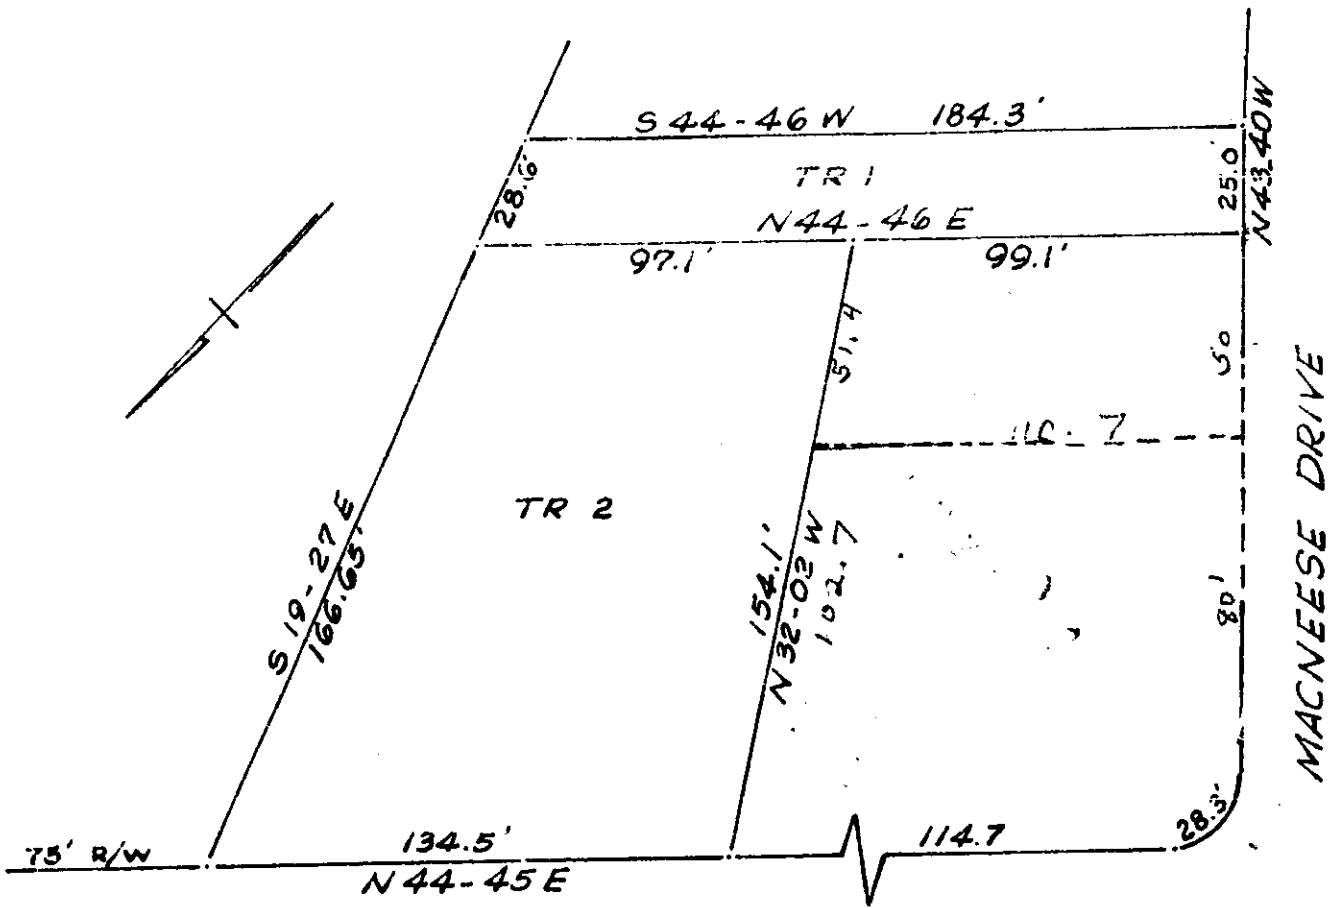 S 44-46 W 184.3'
TR 1
28.6'
25.0
N 43-40 W
N 44-46 E
97.1'
99.1'
51.4
50
TR 2
S 19-27 E
166.65'
154.1'
N 32-02 W
102.7
80'
MACNEESE DRIVE
28.3'
75' R/W
134.5'
114.7
N 44-45 E